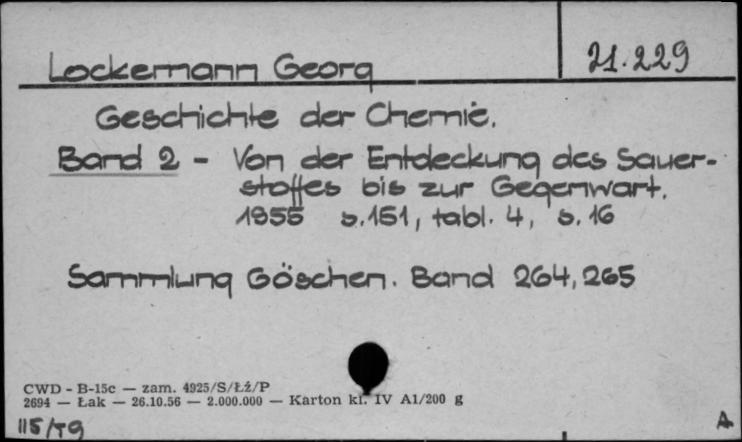 Lockemann Georg
21.229
Geschichte der Chemie.
Band 2 - Von der Entdeckung des Sauer-
stoffes bis zur Gegenwart.
1955 s.151, tabl. 4, s. 16
Sammlung Göschen. Band 264, 265
CWD - B-15c — zam. 4925/S/Łź/P
2694 — Łak — 26.10.56 — 2.000.000 — Karton kl. IV A1/200 g
115/T9
A